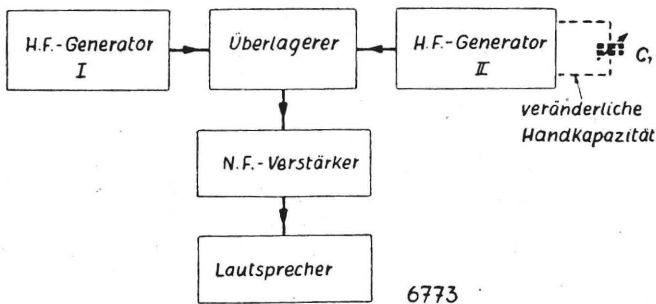 H.F.-Generator
I
Überlagerer
H.F.-Generator
II
C₁
veränderliche
Handkapazität
N.F.-Verstärker
Lautsprecher
6773